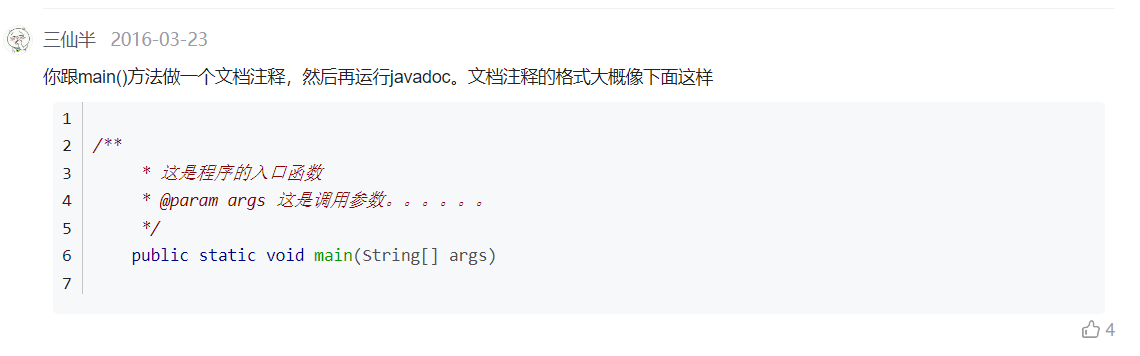 三仙半 2016-03-23
你跟main()方法做一个文档注释，然后再运行javadoc。文档注释的格式大概像下面这样
1
2 /**
3 * 这是程序的入口函数
4 * @param args 这是调用参数。。。。。。
5 */
6 public static void main(String[] args)
7
4